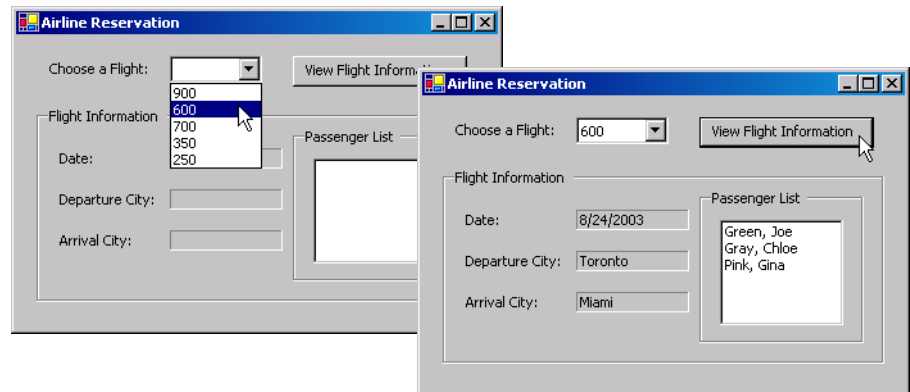 Airline Reservation
Choose a Flight:
View Flight Inform
900
600
700
350
250
Flight Information
Passenger List
Date:
Departure City:
Arrival City:
Airline Reservation
Choose a Flight: 600
View Flight Information
Flight Information
Passenger List
Date: 8/24/2003
Departure City: Toronto
Arrival City: Miami
Green, Joe
Gray, Chloe
Pink, Gina